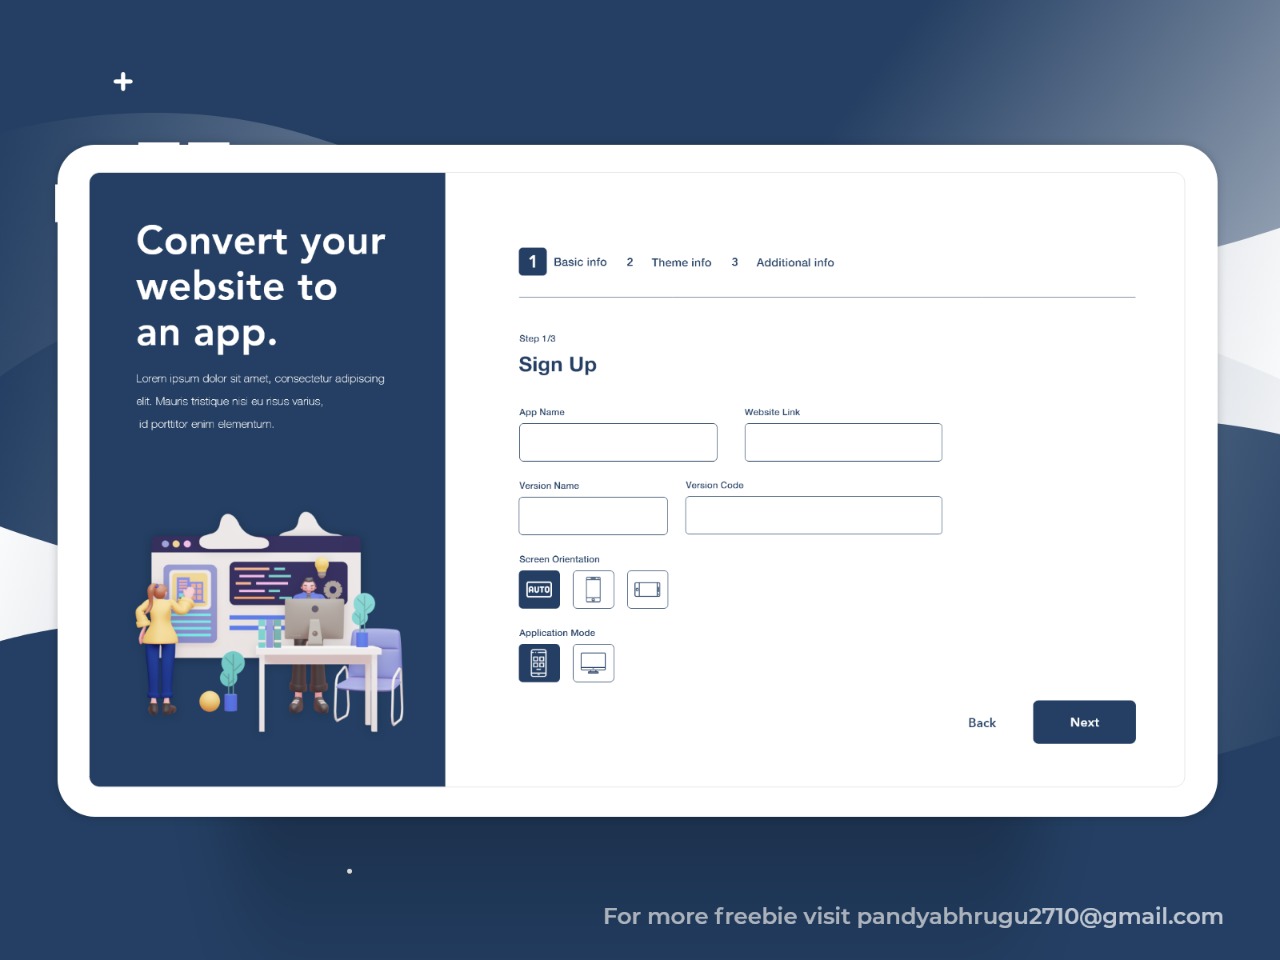 Convert your
website to
an app.
Lorem ipsum dolor sit amet, consectetur adipiscing
elit. Mauris tristique nisi eu risus varius,
id porttitor enim elementum.
1 Basic info 2 Theme info 3 Additional info
Step 1/3
Sign Up
App Name Website Link
Version Name Version Code
Screen Orientation
AUTO
Application Mode
Back Next
For more freebie visit pandyabhrugu2710@gmail.com